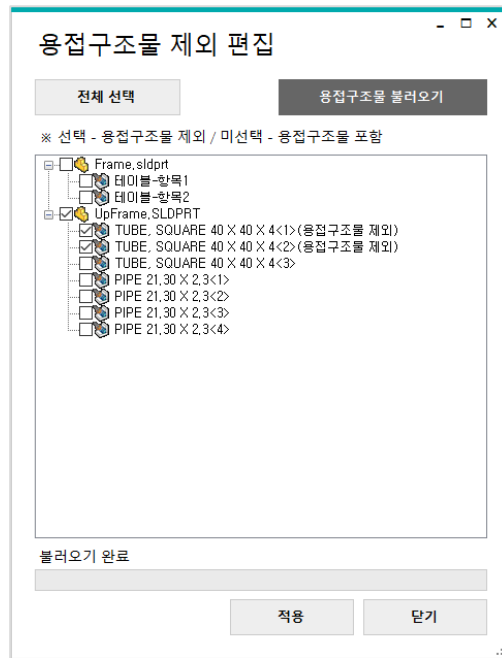 용접구조물 제외 편집
전체 선택
용접구조물 불러오기
※ 선택 - 용접구조물 제외 / 미선택 - 용접구조물 포함
Frame.sldprt
테이블-항목1
테이블-항목2
UpFrame.SLDPRT
TUBE, SQUARE 40 X 40 X 4<1>(용접구조물 제외)
TUBE, SQUARE 40 X 40 X 4<2>(용접구조물 제외)
TUBE, SQUARE 40 X 40 X 4<3>
PIPE 21,30 X 2,3<1>
PIPE 21,30 X 2,3<2>
PIPE 21,30 X 2,3<3>
PIPE 21,30 X 2,3<4>
불러오기 완료
적용
닫기